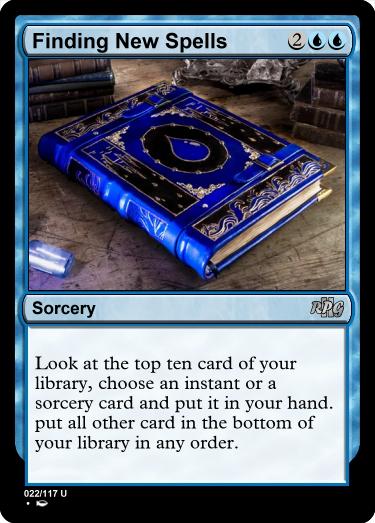 Finding New Spells 2
Sorcery RPG
Look at the top ten card of your
library, choose an instant or a
sorcery card and put it in your hand.
put all other card in the bottom of
your library in any order.
022/117 U